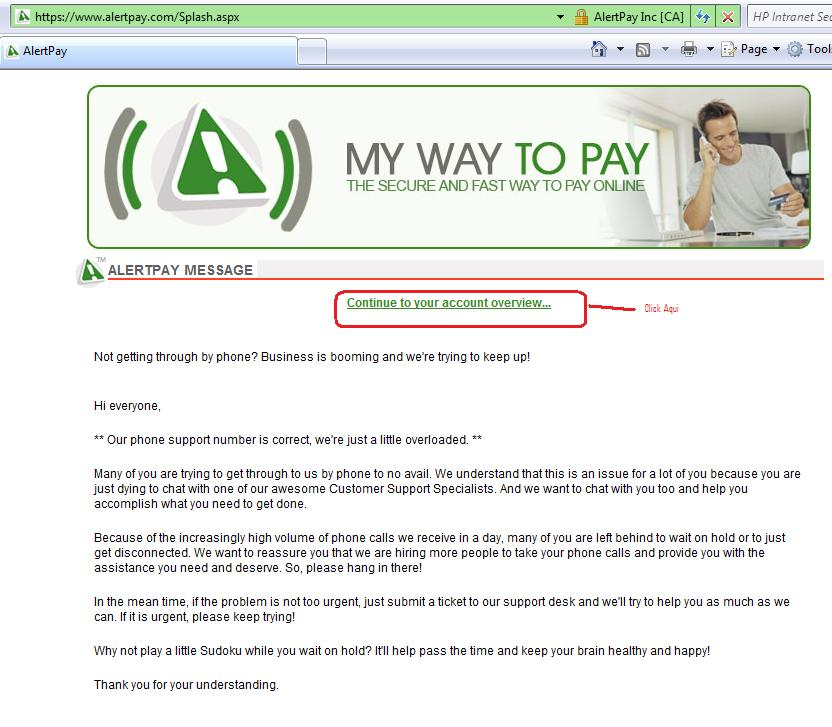 https://www.alertpay.com/Splash.aspx AlertPay Inc [CA] HP Intranet Sea
AlertPay Page Tools
MY WAY TO PAY
THE SECURE AND FAST WAY TO PAY ONLINE
ALERTPAY MESSAGE
TM
Continue to your account overview... Click Aqui
Not getting through by phone? Business is booming and we're trying to keep up!
Hi everyone,
** Our phone support number is correct, we're just a little overloaded. **
Many of you are trying to get through to us by phone to no avail. We understand that this is an issue for a lot of you because you are
just dying to chat with one of our awesome Customer Support Specialists. And we want to chat with you too and help you
accomplish what you need to get done.
Because of the increasingly high volume of phone calls we receive in a day, many of you are left behind to wait on hold or to just
get disconnected. We want to reassure you that we are hiring more people to take your phone calls and provide you with the
assistance you need and deserve. So, please hang in there!
In the mean time, if the problem is not too urgent, just submit a ticket to our support desk and we'll try to help you as much as we
can. If it is urgent, please keep trying!
Why not play a little Sudoku while you wait on hold? It'll help pass the time and keep your brain healthy and happy!
Thank you for your understanding.